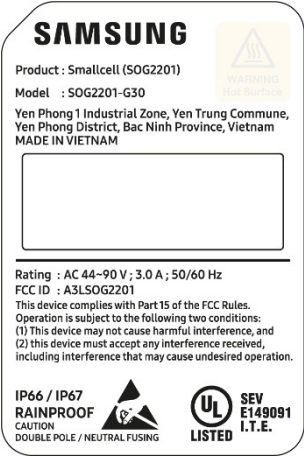 SAMSUNG
WARNING
Hot Surface
Product : Smallcell (SOG2201)
Model : SOG2201-G30
Yen Phong 1 Industrial Zone, Yen Trung Commune,
Yen Phong District, Bac Ninh Province, Vietnam
MADE IN VIETNAM
Rating : AC 44~90 V ; 3.0 A ; 50/60 Hz
FCC ID : A3LSOG2201
This device complies with Part 15 of the FCC Rules.
Operation is subject to the following two conditions:
(1) This device may not cause harmful interference, and
(2) this device must accept any interference received,
including interference that may cause undesired operation.
IP66 / IP67
RAINPROOF
CAUTION
DOUBLE POLE / NEUTRAL FUSING
UL
LISTED
SEV
E149091
I.T.E.